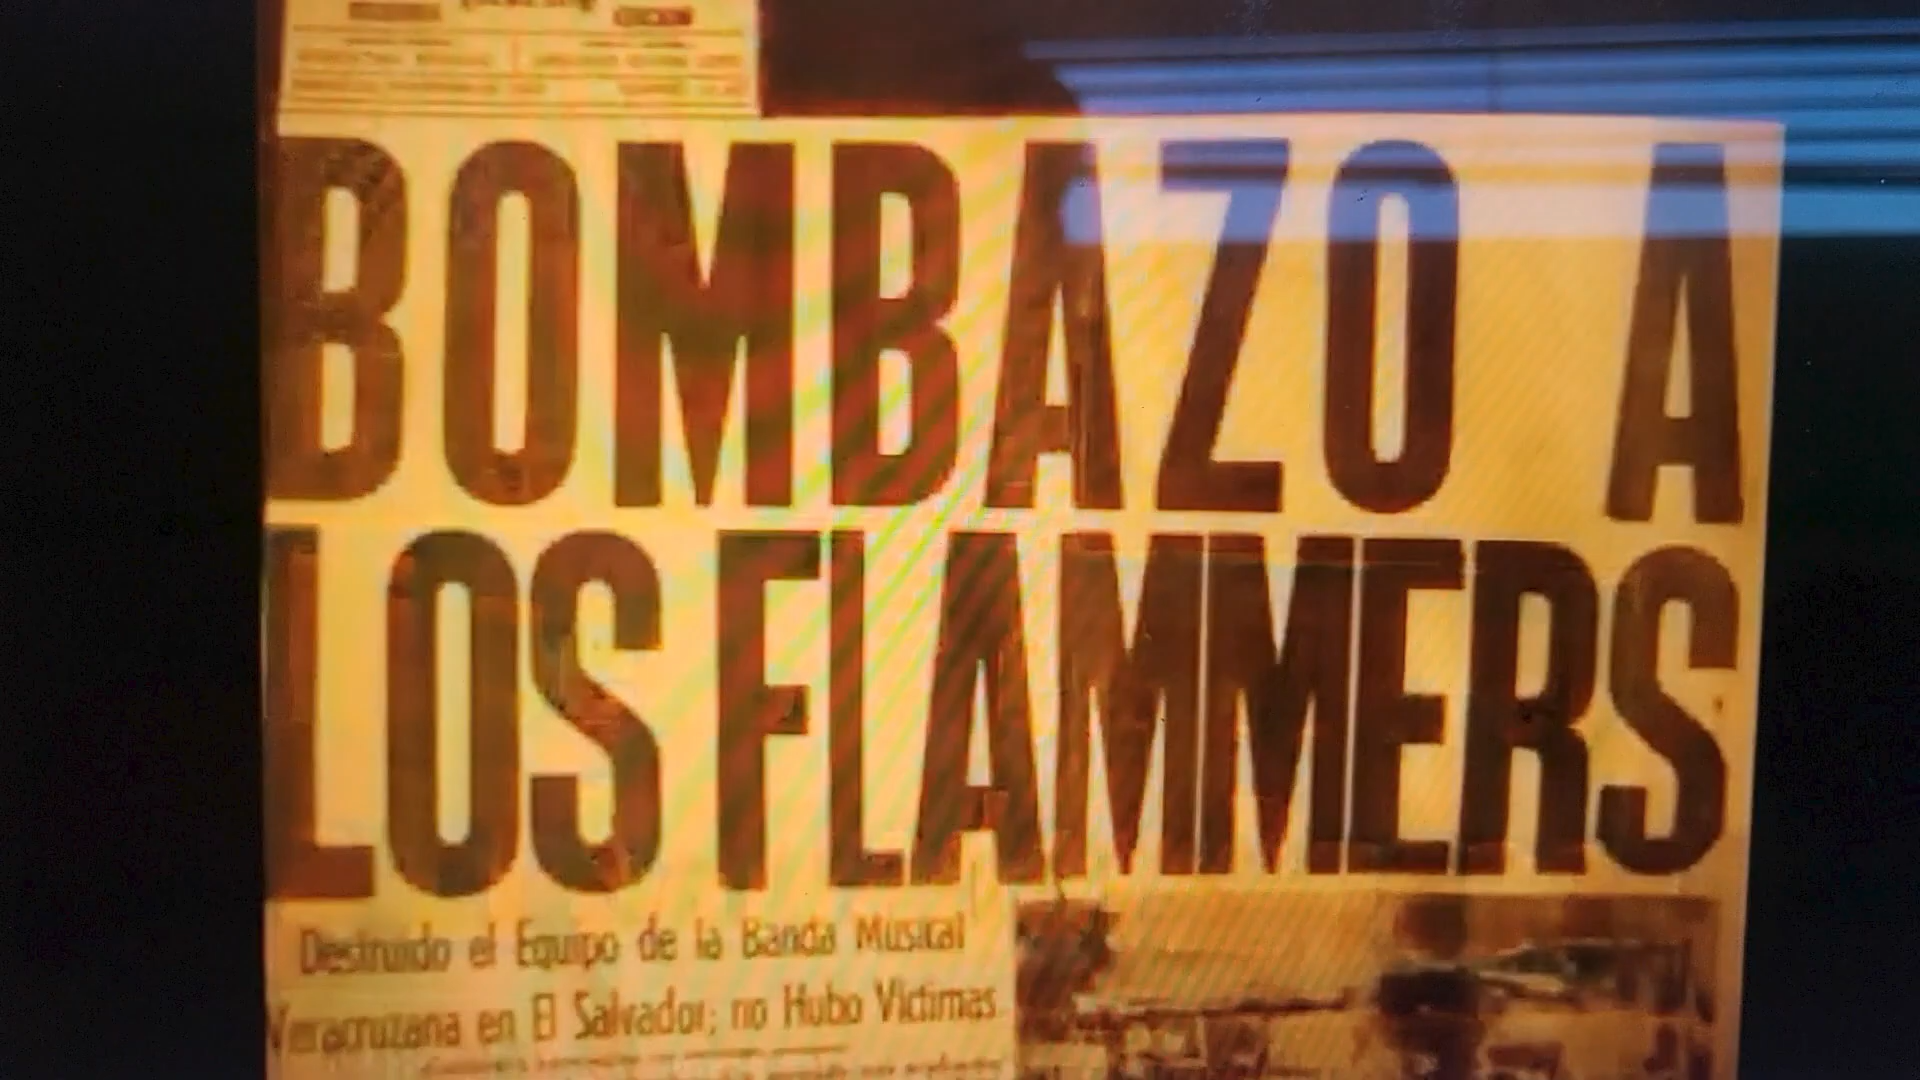 BOMBAZO A
LOS FLAMMERS
Destruido el Equipo de la Banda Musical
Veracruzana en El Salvador; no Hubo Victimas